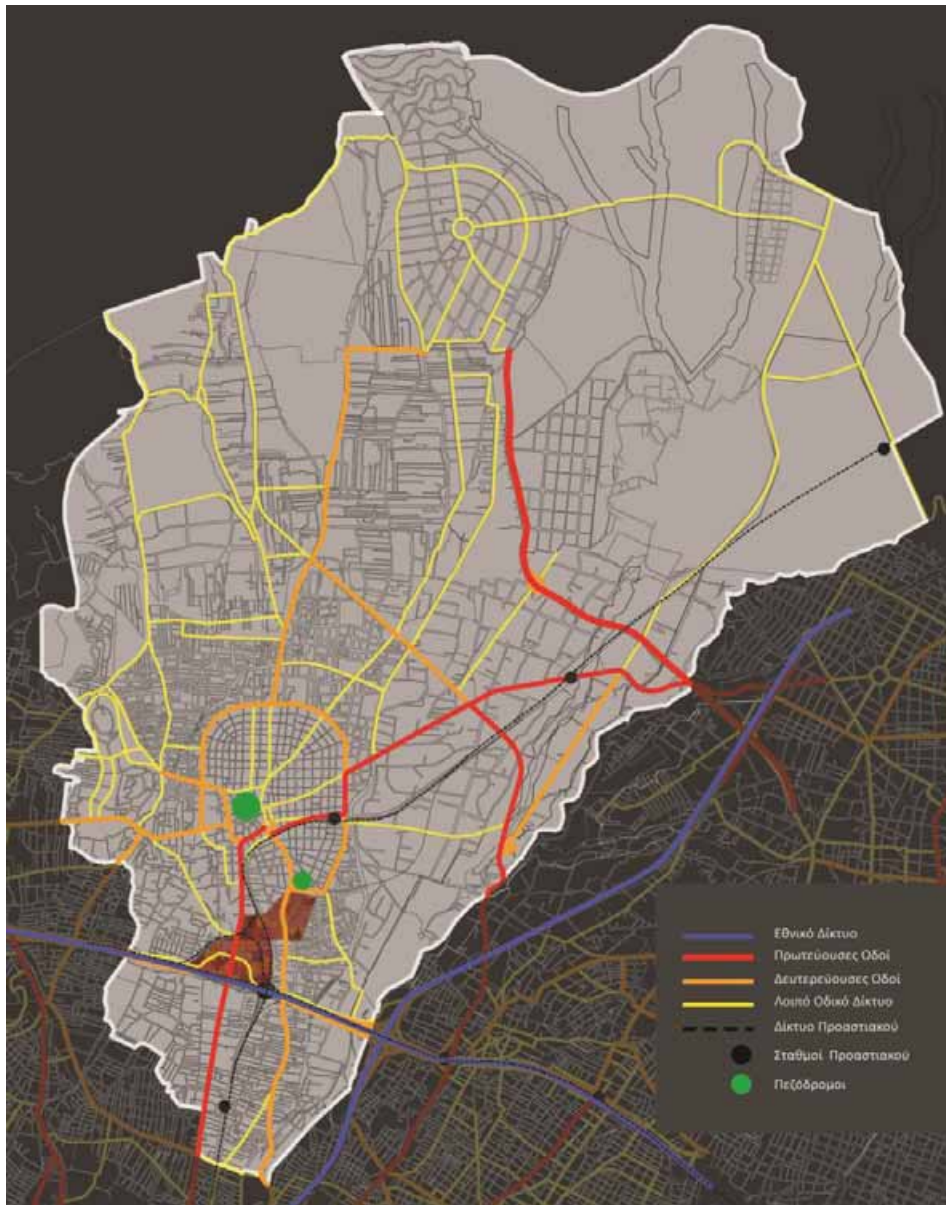 Εθνικό Δίκτυο
Πρωτεύουσες Οδοί
Δευτερεύουσες Οδοί
Λοιπό Οδικό Δίκτυο
Δίκτυο Προαστιακού
Σταθμοί Προαστιακού
Πεζόδρομοι